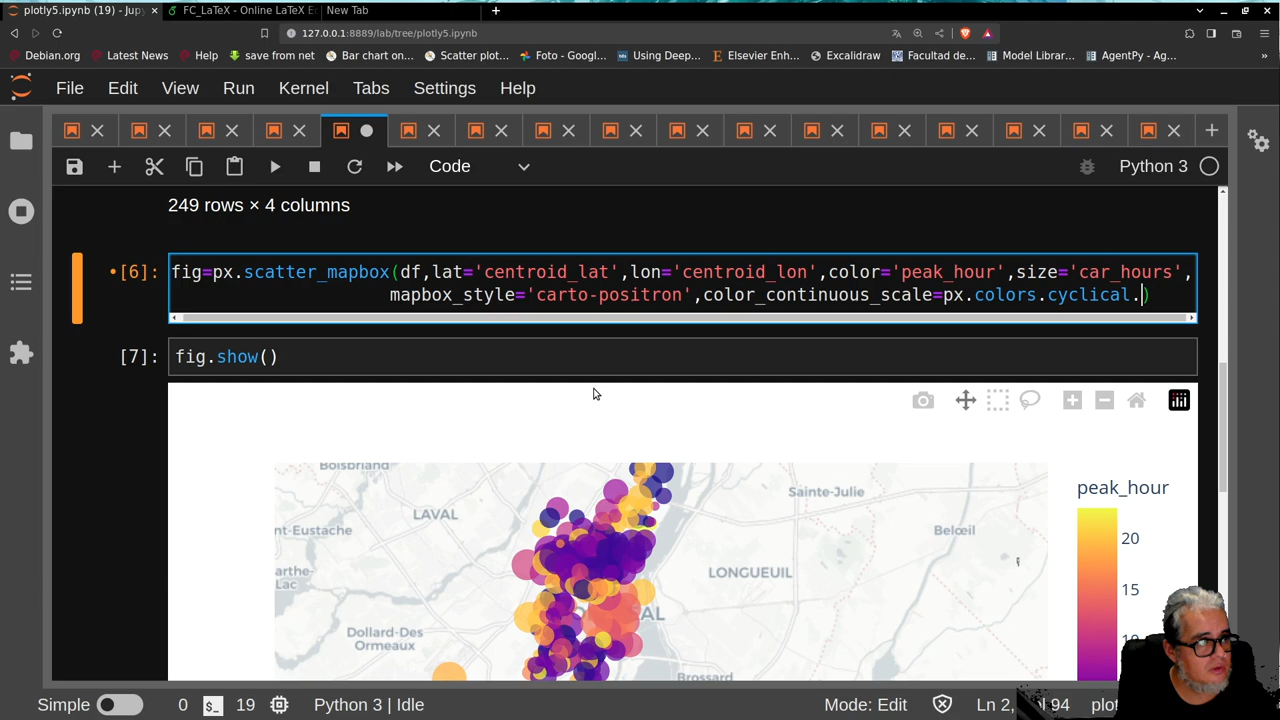 plotly5.ipynb (19) - Jup
FC_LaTeX - Online LaTeX E
New Tab
127.0.0.1:8889/lab/tree/plotly5.ipynb
Debian.org
Latest News
Help
save from net
Bar chart on...
Scatter plot...
Foto - Googl...
Using Deep...
Elsevier Enh...
Excalidraw
Facultad de...
Model Librar...
AgentPy - Ag...
»
File Edit View Run Kernel Tabs Settings Help
Code
Python 3
249 rows × 4 columns
[6]: fig=px.scatter_mapbox(df,lat='centroid_lat',lon='centroid_lon',color='peak_hour',size='car_hours',
mapbox_style='carto-positron',color_continuous_scale=px.colors.cyclical.)
[7]: fig.show()
Boisbriand
Sainte-Julie
peak_hour
LAVAL
nt-Eustache
Belœil
20
arthe-
Lac
LONGUEUIL
15
AL
Dollard-Des
Ormeaux
Brossard
Simple 0 19 Python 3 | Idle Mode: Edit Ln 2, ol 94 plot